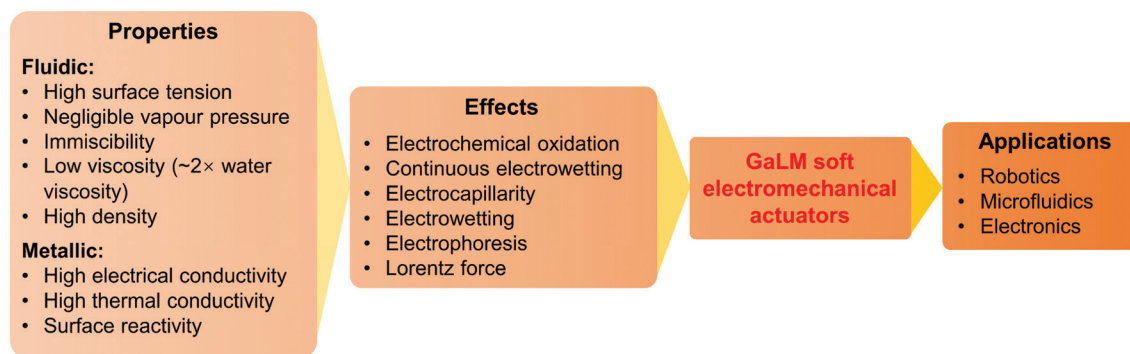 Properties
Fluidic:
• High surface tension
• Negligible vapour pressure
• Immiscibility
• Low viscosity (~2× water
viscosity)
• High density
Metallic:
• High electrical conductivity
• High thermal conductivity
• Surface reactivity
Effects
• Electrochemical oxidation
• Continuous electrowetting
• Electrocapillarity
• Electrowetting
• Electrophoresis
• Lorentz force
GaLM soft
electromechanical
actuators
Applications
• Robotics
• Microfluidics
• Electronics